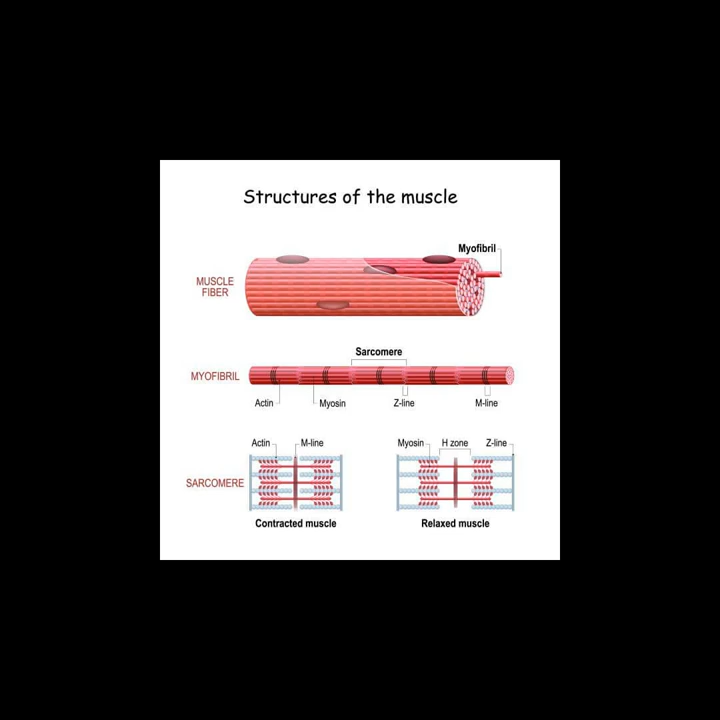 Structures of the muscle
Myofibril
MUSCLE
FIBER
Sarcomere
MYOFIBRIL
Actin
Myosin
Z-line
M-line
Actin
M-line
Myosin
H zone
Z-line
SARCOMERE
Contracted muscle
Relaxed muscle